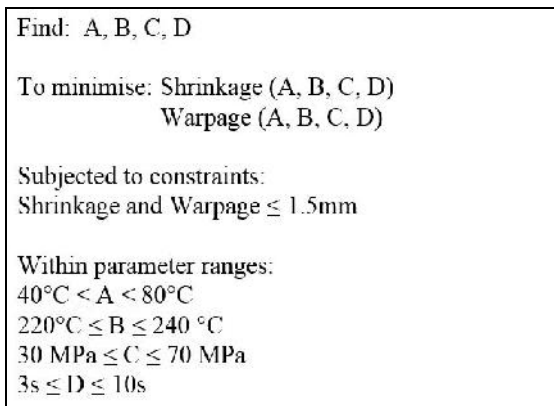 Find: A, B, C, D
To minimise: Shrinkage (A, B, C, D)
Warpage (A, B, C, D)
Subjected to constraints:
Shrinkage and Warpage ≤ 1.5mm
Within parameter ranges:
40°C < A < 80°C
220°C ≤ B ≤ 240 °C
30 MPa ≤ C ≤ 70 MPa
3s ≤ D ≤ 10s